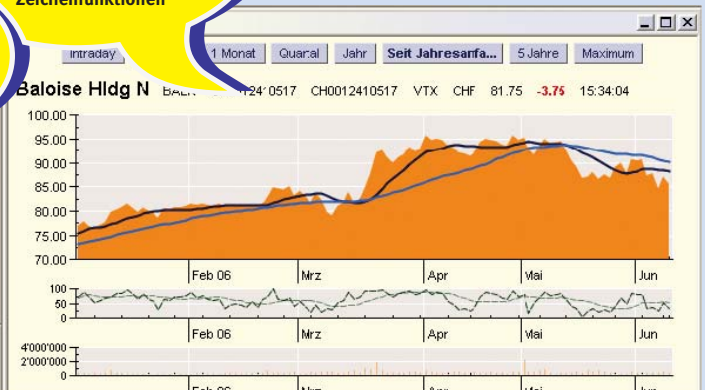 Zeichenfunktionen
Intraday 1 Monat Quartal Jahr Seit Jahresanfa... 5 Jahre Maximum
Baloise Hldg N CH0012410517 VTX CHF 81.75 -3.75 15:34:04
100.00
95.00
90.00
85.00
80.00
75.00
70.00
Feb 06 Mrz Apr Mai Jun
100
50
0
Feb 06 Mrz Apr Mai Jun
4'000'000
2'000'000
0